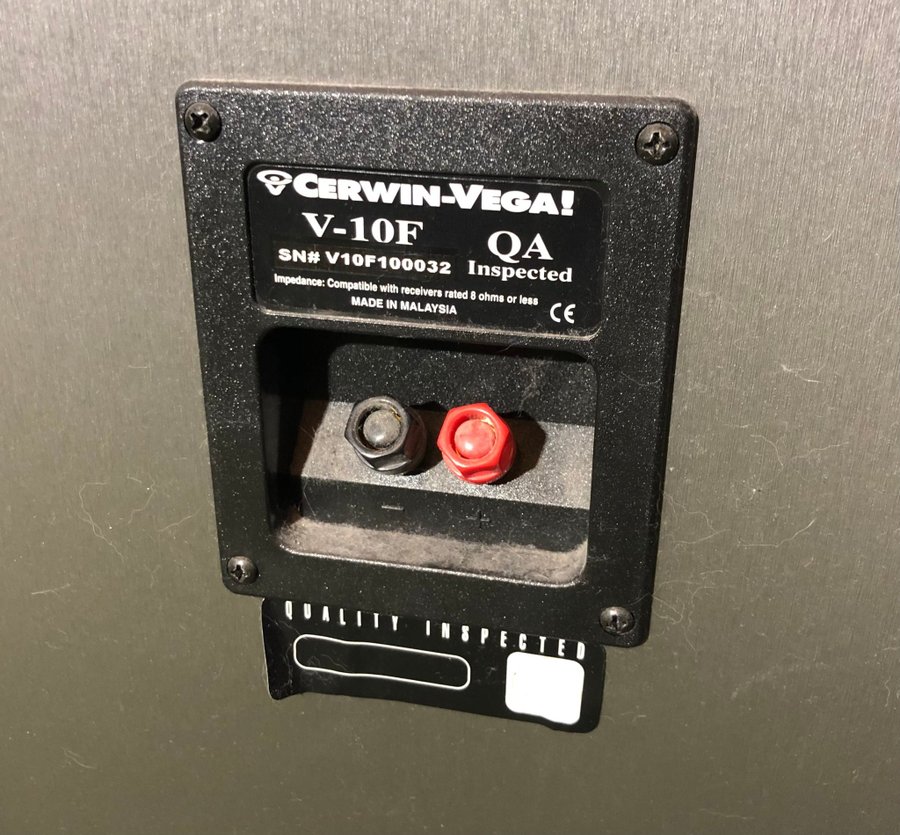 CERWIN-VEGA!
V-10F
QA
SN# V10F100032
Inspected
Impedance: Compatible with receivers rated 8 ohms or less
MADE IN MALAYSIA
CE
- +
QUALITY INSPECTED